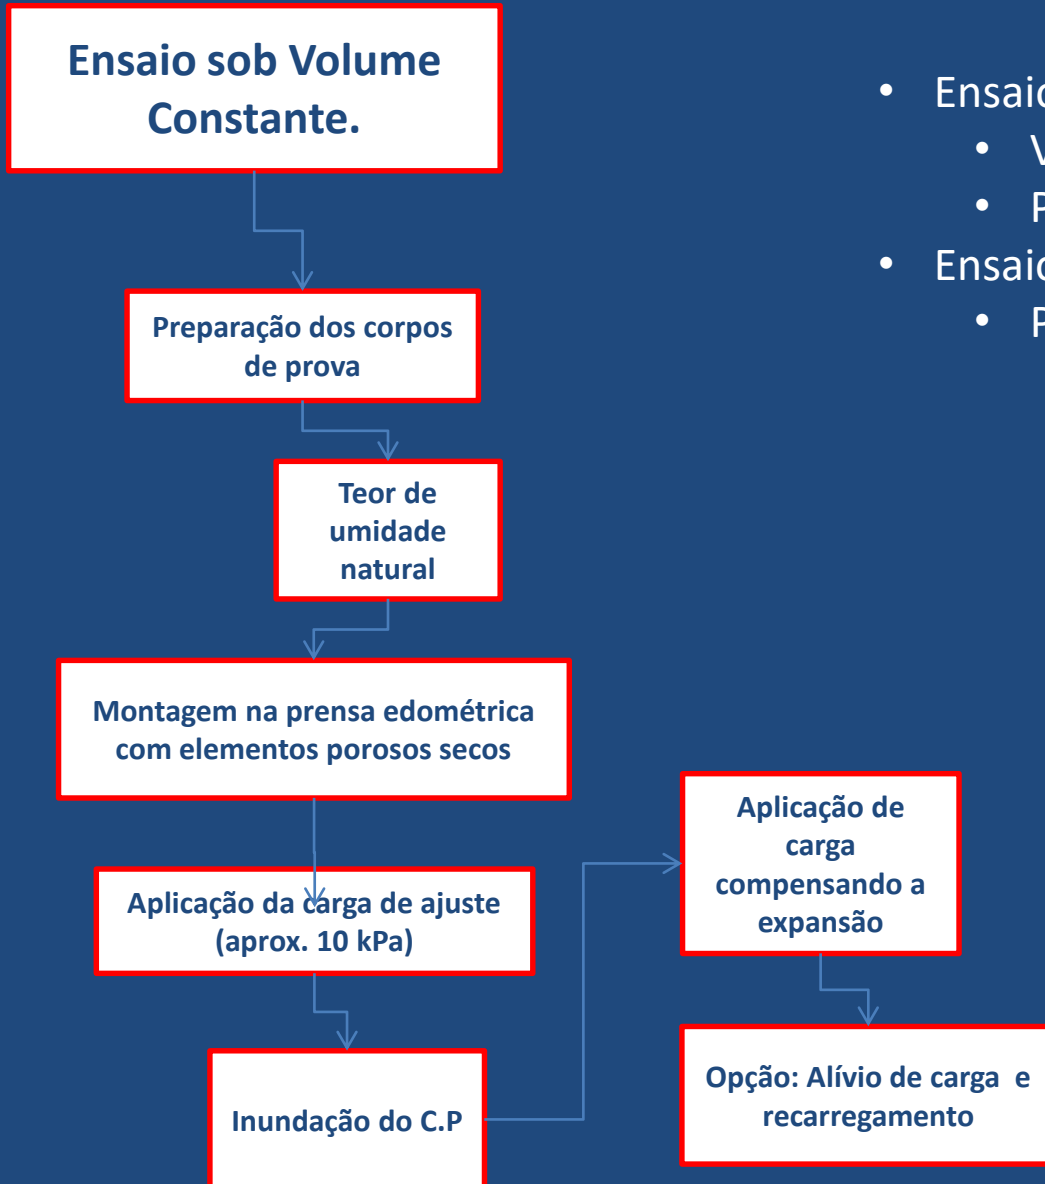 Ensaio sob Volume
Constante.
Preparação dos corpos
de prova
Teor de
umidade
natural
Montagem na prensa edométrica
com elementos porosos secos
Aplicação da carga de ajuste
(aprox. 10 kPa)
Inundação do C.P
Aplicação de
carga
compensando a
expansão
Opção: Alívio de carga e
recarregamento
• Ensaio
•
•
• Ensaio
•